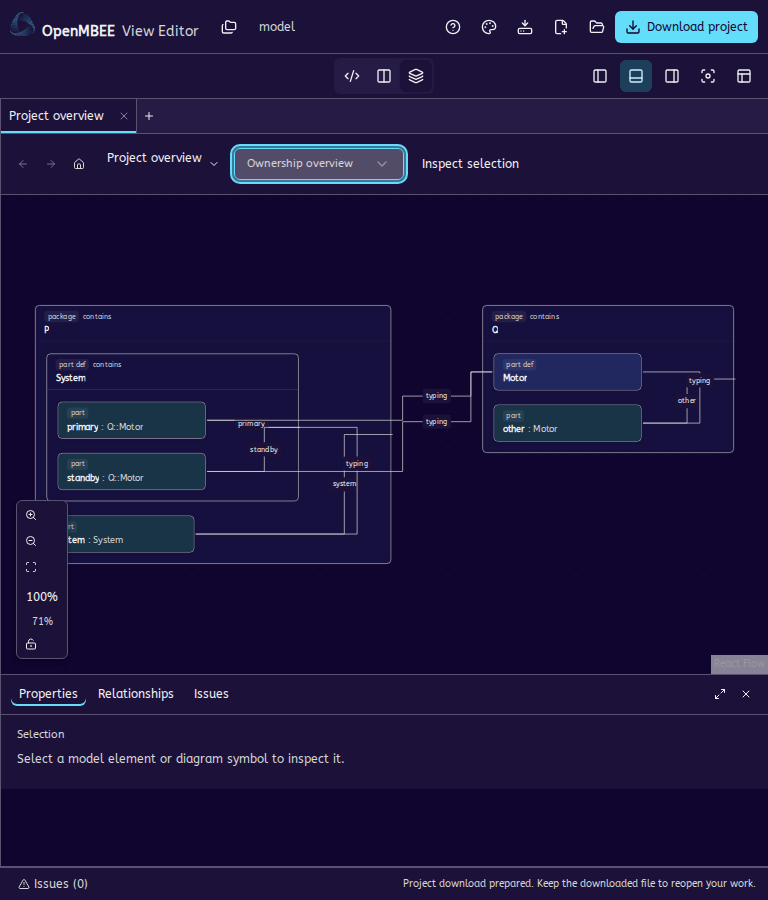 OpenMBEE View Editor
model
Download project
Project overview
Project overview
Ownership overview
Inspect selection
package contains
P
part def contains
System
part
primary : Q::Motor
part
standby : Q::Motor
rt
tem : System
primary
standby
typing
system
typing
typing
package contains
Q
part def
Motor
part
other : Motor
typing
other
100%
71%
React Flow
Properties
Relationships
Issues
Selection
Select a model element or diagram symbol to inspect it.
Issues (0)
Project download prepared. Keep the downloaded file to reopen your work.